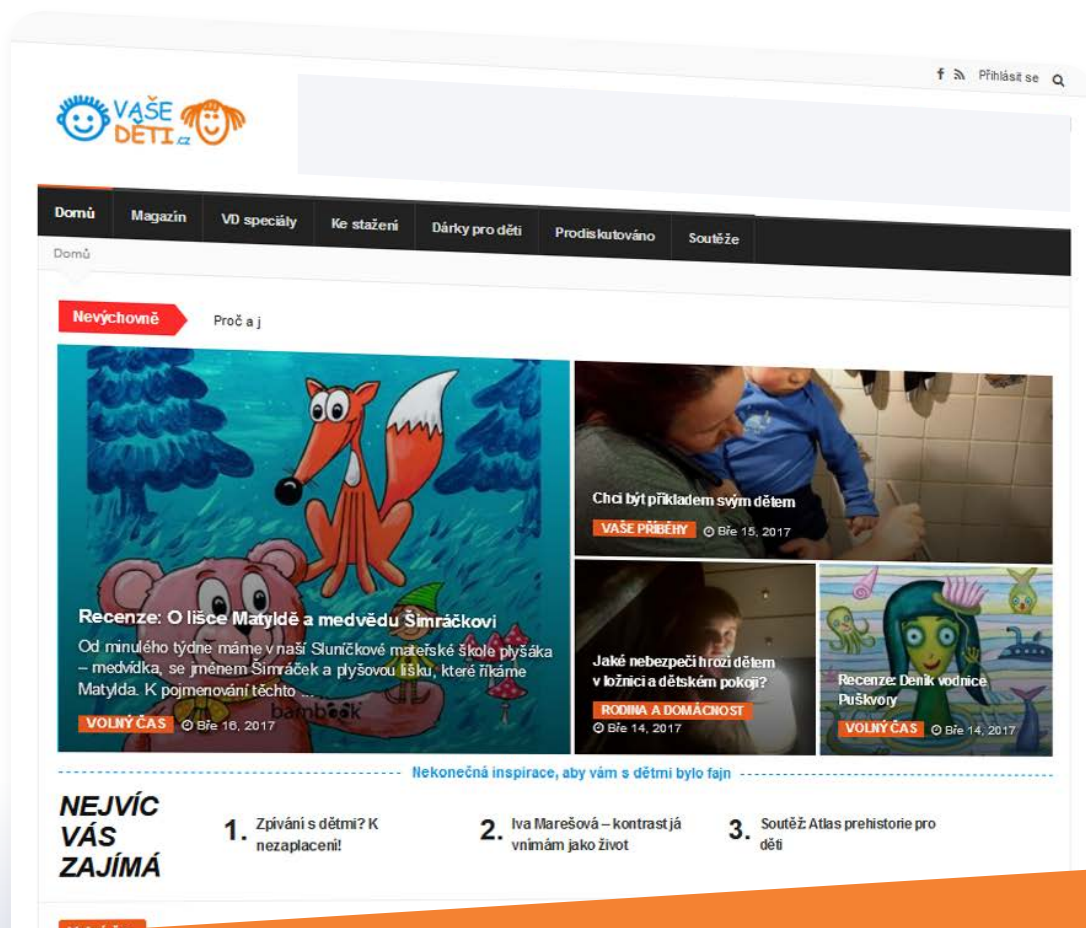 Přihlásit se
VAŠE
DĚTI.cz
Domů
Magazín
VD speciály
Ke stažení
Dárky pro děti
Prodiskutováno
Soutěže
Domů
Nevýchovně
Proč a j
Recenze: O lišce Matyldě a medvědu Šimráčkovi
Od minulého týdne máme v naší Sluníčkové mateřské škole plyšáka
– medvídka, se jménem Šimráček a plyšovou lišku, které říkáme
Matylda. K pojmenování těchto ...
bambook
VOLNÝ ČAS
Bře 16, 2017
Chci být příkladem svým dětem
VAŠE PŘÍBĚHY
Bře 15, 2017
Jaké nebezpečí hrozí dětem
v ložnici a dětském pokoji?
RODINA A DOMÁCNOST
Bře 14, 2017
Recenze: Deník vodnice
Puškvory
VOLNÝ ČAS
Bře 14, 2017
Nekonečná inspirace, aby vám s dětmi bylo fajn
NEJVÍC
VÁS
ZAJÍMÁ
1. Zpívání s dětmi? K
nezaplacení!
2. Iva Marešová – kontrast já
vnímám jako život
3. Soutěž: Atlas prehistorie pro
děti